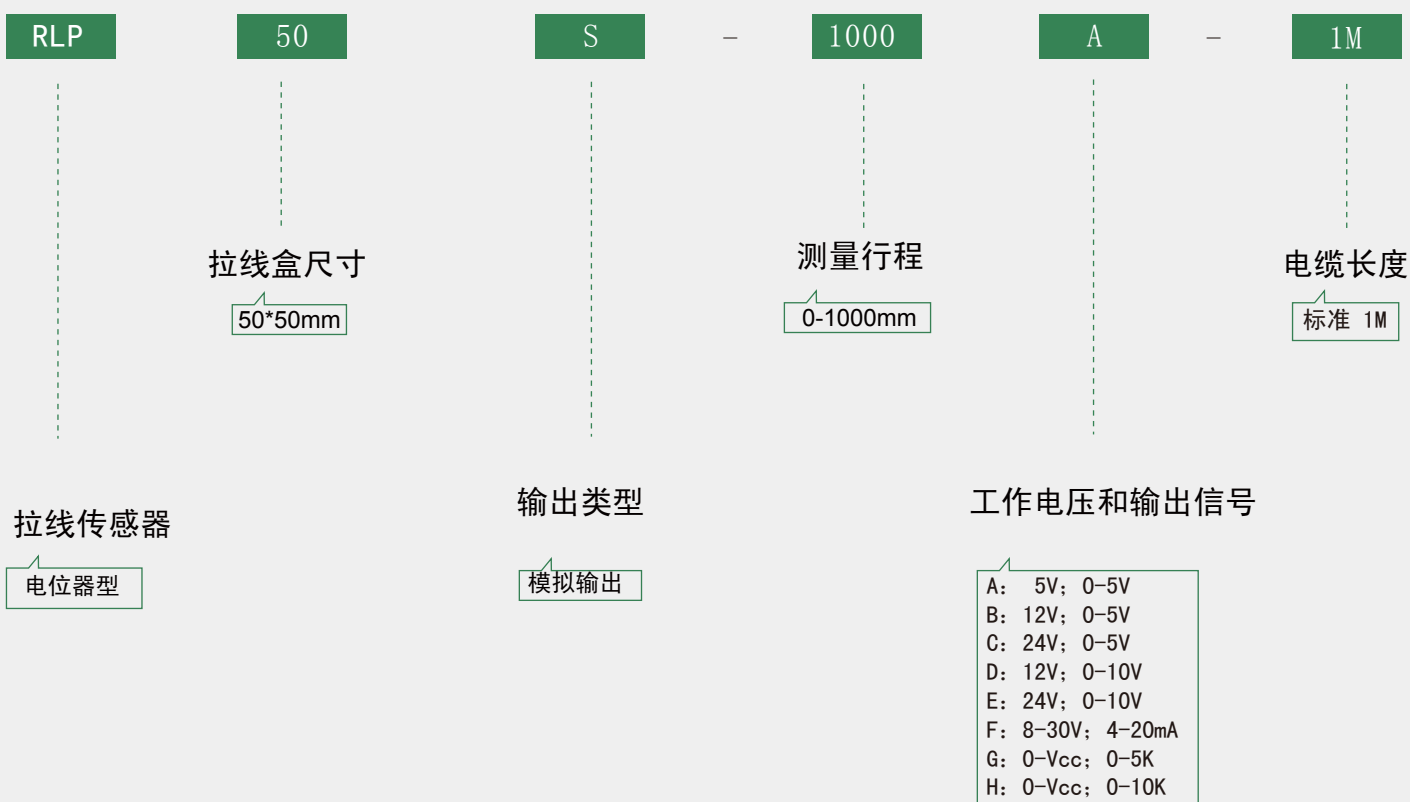 RLP 50 S - 1000 A - 1M
拉线盒尺寸
50*50mm
测量行程
0-1000mm
电缆长度
标准 1M
拉线传感器
电位器型
输出类型
模拟输出
工作电压和输出信号
A: 5V; 0-5V
B: 12V; 0-5V
C: 24V; 0-5V
D: 12V; 0-10V
E: 24V; 0-10V
F: 8-30V; 4-20mA
G: 0-Vcc; 0-5K
H: 0-Vcc; 0-10K